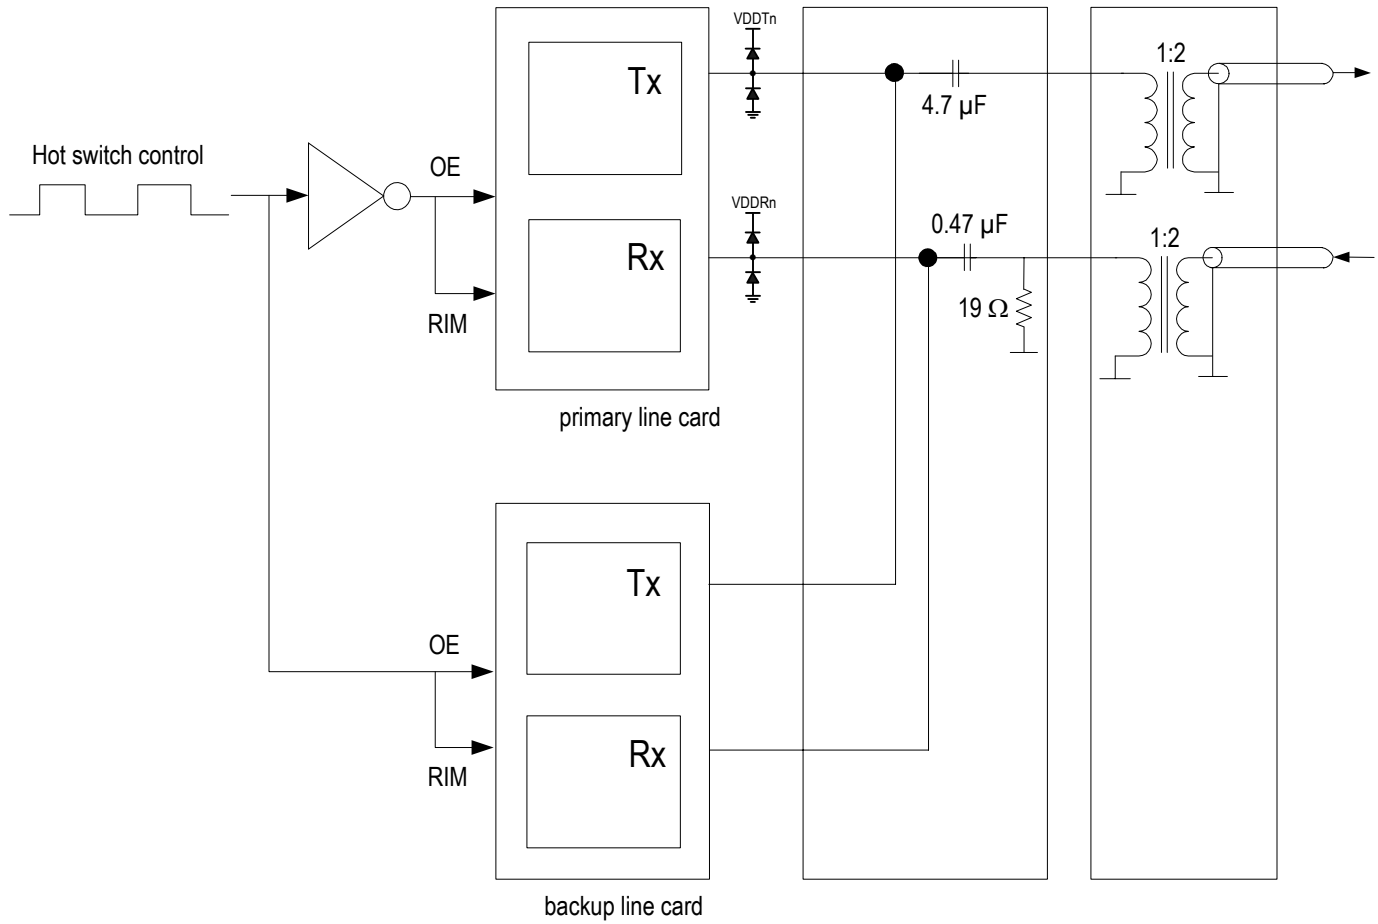 VDDTn
1:2
Tx
4.7 µF
Hot switch control
OE
VDDRn
0.47 µF
1:2
Rx
19 Ω
RIM
primary line card
Tx
OE
Rx
RIM
backup line card